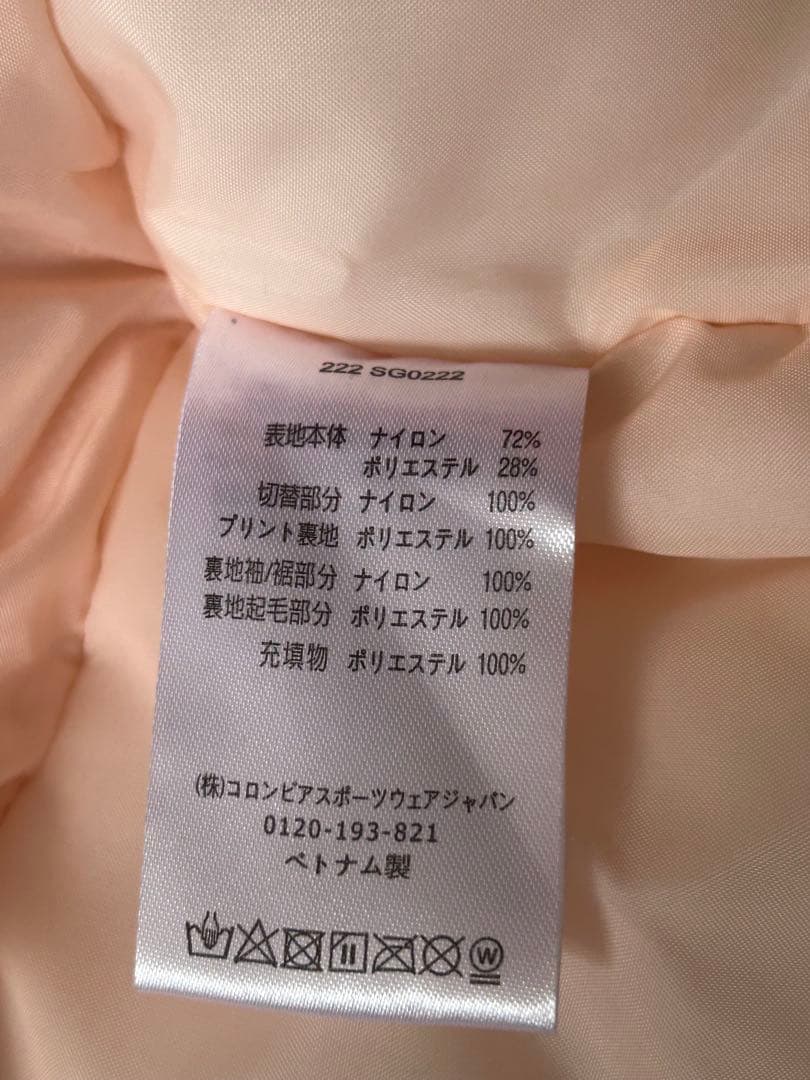 222 SG0222
表地本体 ナイロン 72%
ポリエステル 28%
切替部分 ナイロン 100%
プリント裏地 ポリエステル 100%
裏地袖/裾部分 ナイロン 100%
裏地起毛部分 ポリエステル 100%
充填物 ポリエステル 100%
(株)コロンビアスポーツウェアジャパン
0120-193-821
ベトナム製
W